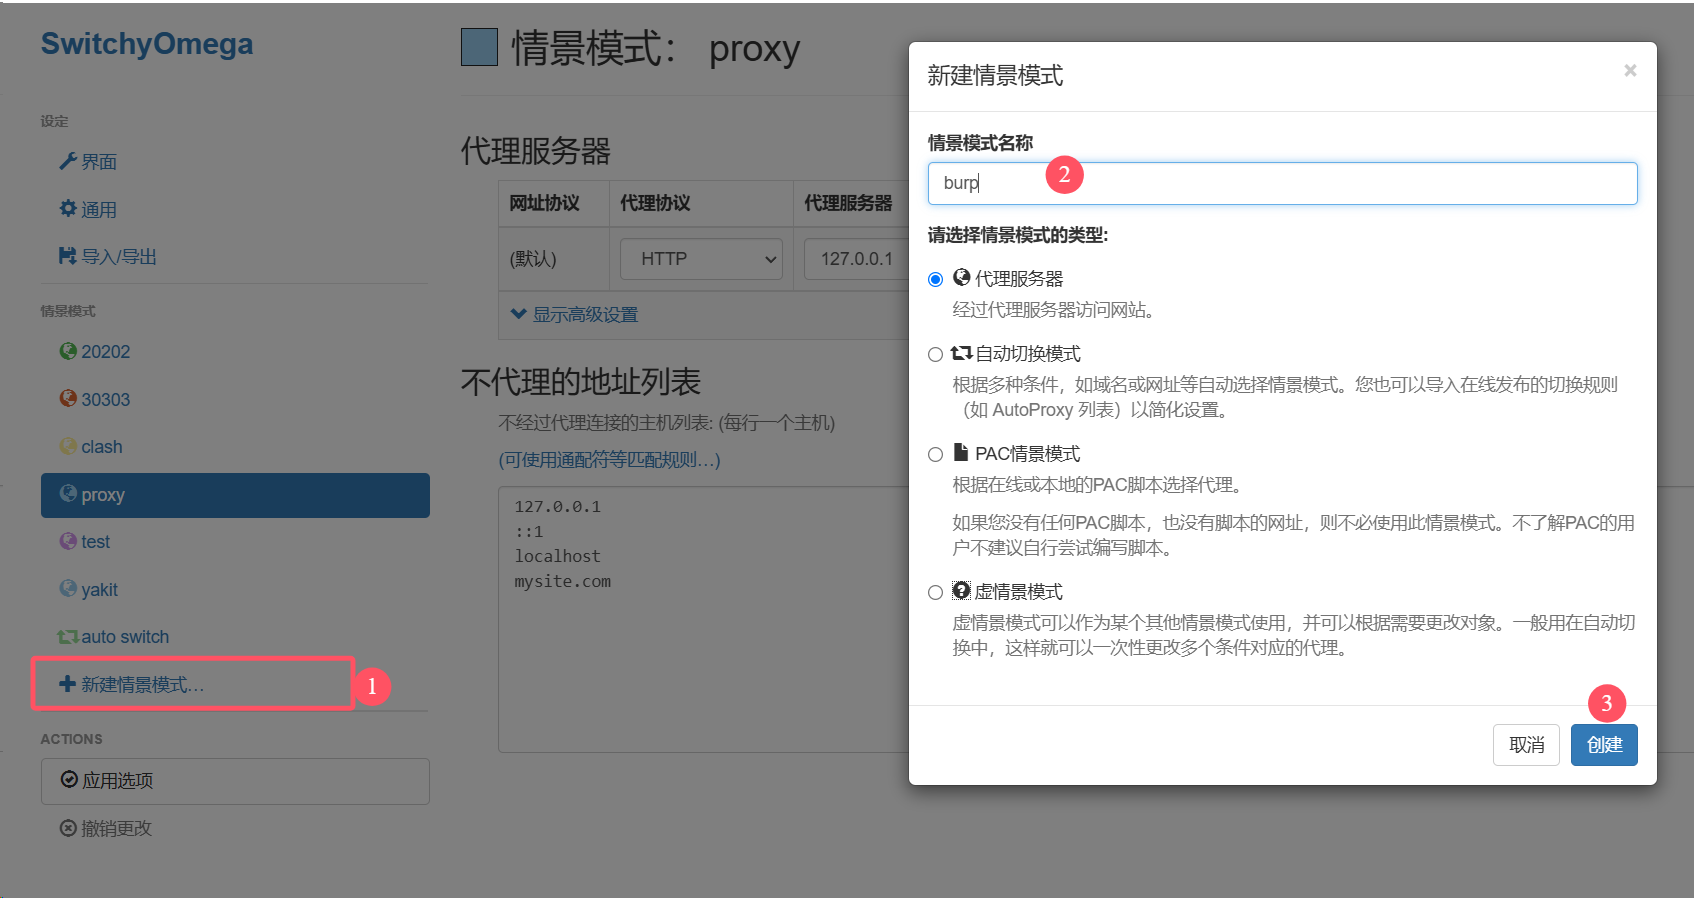 SwitchyOmega
设定
界面
通用
导入/导出
情景模式
20202
30303
clash
proxy
test
yakit
auto switch
新建情景模式…
1
ACTIONS
应用选项
撤销更改
情景模式： proxy
代理服务器
网址协议 代理协议 代理服务器
(默认) HTTP 127.0.0.1
显示高级设置
不代理的地址列表
不经过代理连接的主机列表: (每行一个主机)
(可使用通配符等匹配规则…)
127.0.0.1
::1
localhost
mysite.com
新建情景模式 ×
情景模式名称
burp 2
请选择情景模式的类型:
代理服务器
经过代理服务器访问网站。
自动切换模式
根据多种条件，如域名或网址等自动选择情景模式。您也可以导入在线发布的切换规则
（如 AutoProxy 列表）以简化设置。
PAC情景模式
根据在线或本地的PAC脚本选择代理。
如果您没有任何PAC脚本，也没有脚本的网址，则不必使用此情景模式。不了解PAC的用
户不建议自行尝试编写脚本。
虚情景模式
虚情景模式可以作为某个其他情景模式使用，并可以根据需要更改对象。一般用在自动切
换中，这样就可以一次性更改多个条件对应的代理。
3
取消 创建